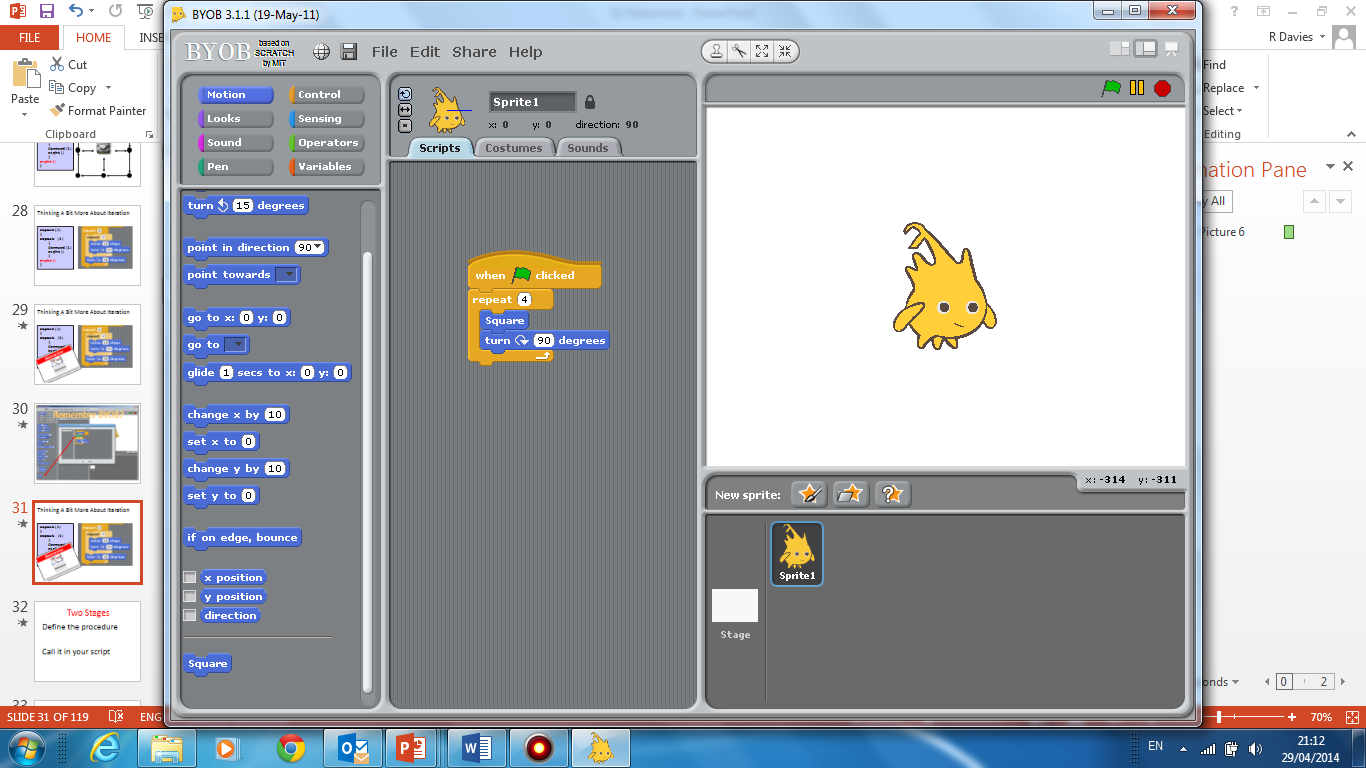 BYOB 3.1.1 (19-May-11)
FILE
HOME
INSE
R Davies
Cut
Copy
Format Painter
Paste
Clipboard
Find
Replace
Select
Editing
BYOB
based on
SCRATCH
by MIT
File Edit Share Help
Motion
Control
Looks
Sensing
Sound
Operators
Pen
Variables
Sprite1
x: 0 y: 0 direction: 90
Scripts Costumes Sounds
turn 15 degrees
point in direction 90
point towards
go to x: 0 y: 0
go to
glide 1 secs to x: 0 y: 0
change x by 10
set x to 0
change y by 10
set y to 0
if on edge, bounce
x position
y position
direction
Square
when clicked
repeat 4
Square
turn 90 degrees
x: -314 y: -311
New sprite:
Sprite1
Stage
28
Thinking A Bit More About Iteration
29
Thinking A Bit More About Iteration
30
Remember BYOB?
31
Thinking A Bit More About Iteration
32
Two Stages
Define the procedure
Call it in your script
33
mation Pane
y All
Picture 6
onds
0
2
SLIDE 31 OF 119
ENG
70%
EN
21:12
29/04/2014